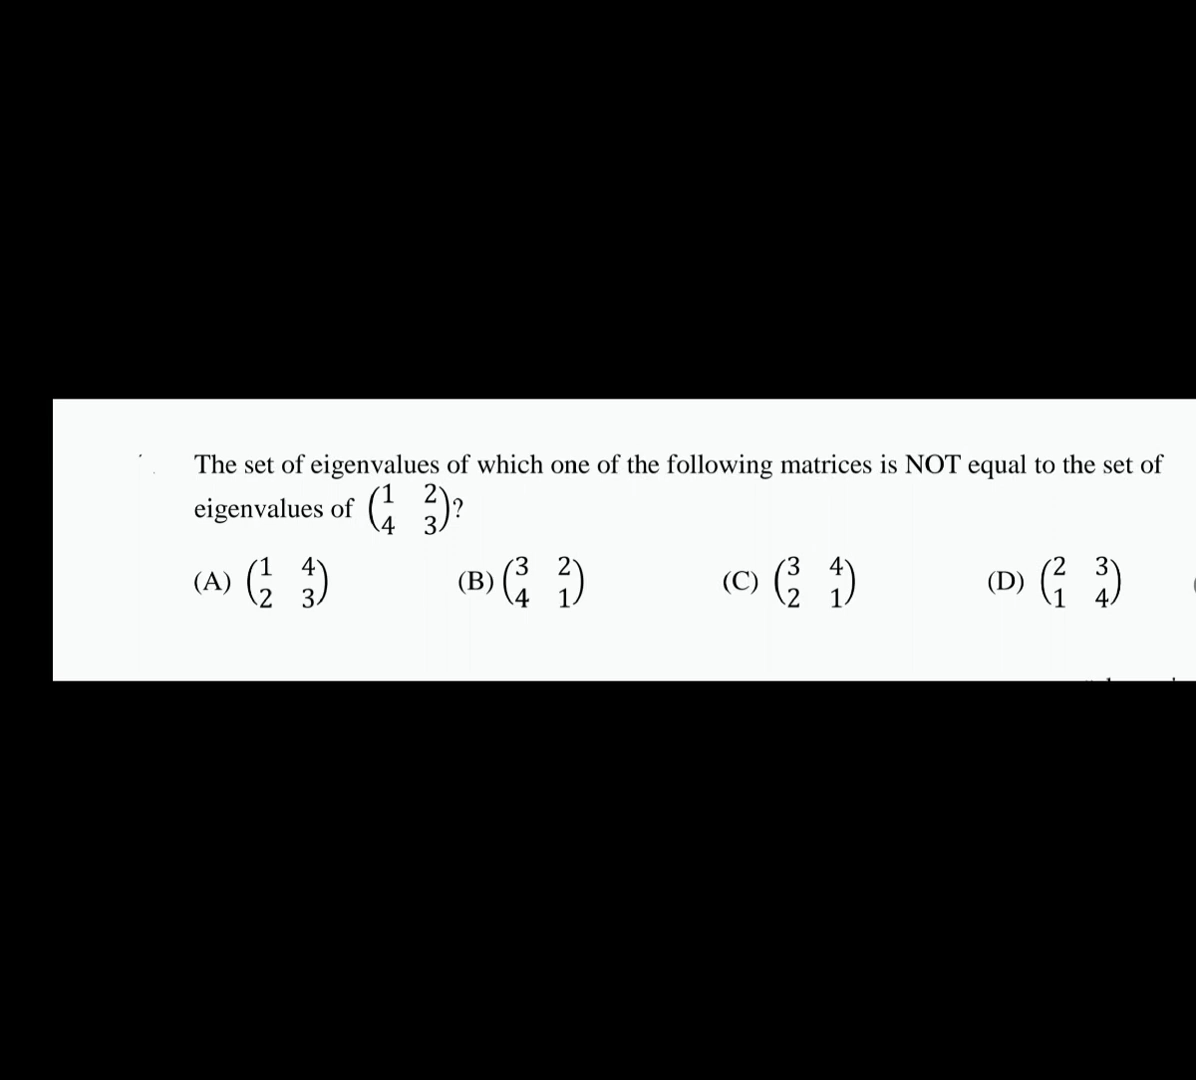 The set of eigenvalues of which one of the following matrices is NOT equal to the set of
eigenvalues of (1 2
4 3)?
(A) (1 4
2 3) (B) (3 2
4 1) (C) (3 4
2 1) (D) (2 3
1 4)